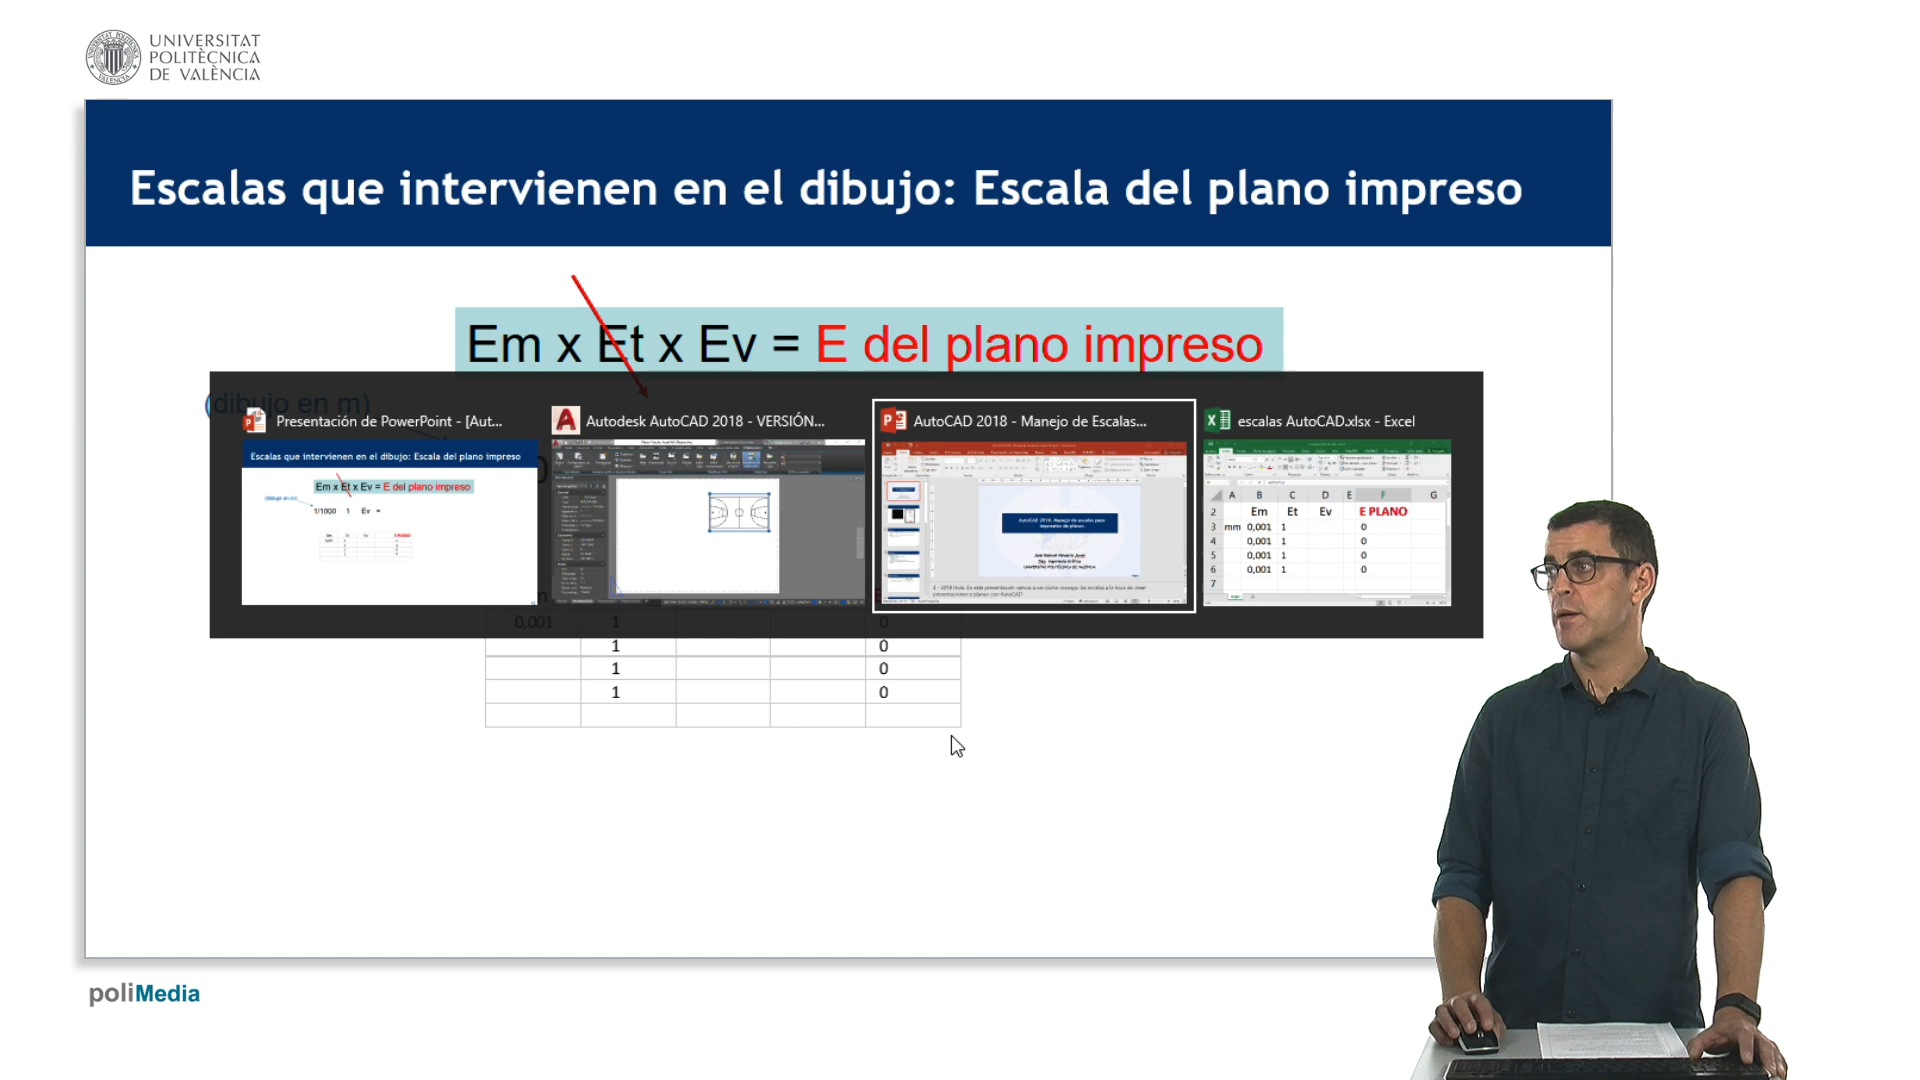 UNIVERSITAT
POLITÈCNICA
DE VALÈNCIA
Escalas que intervienen en el dibujo: Escala del plano impreso
Em x Et x Ev = E del plano impreso
(dibujo en m)
Presentación de PowerPoint - [Aut...
Autodesk AutoCAD 2018 - VERSIÓN...
AutoCAD 2018 - Manejo de Escalas...
escalas AutoCAD.xlsx - Excel
Escalas que intervienen en el dibujo: Escala del plano impreso
Em x Et x Ev = E del plano impreso
(dibujo en m)
1/1000 1 Ev =
A B C D E F G
2 Em Et Ev E PLANO
3 mm 0,001 1 0
4 0,001 1 0
5 0,001 1 0
6 0,001 1 0
7
0,001 1 0
1 0
1 0
1 0
poliMedia